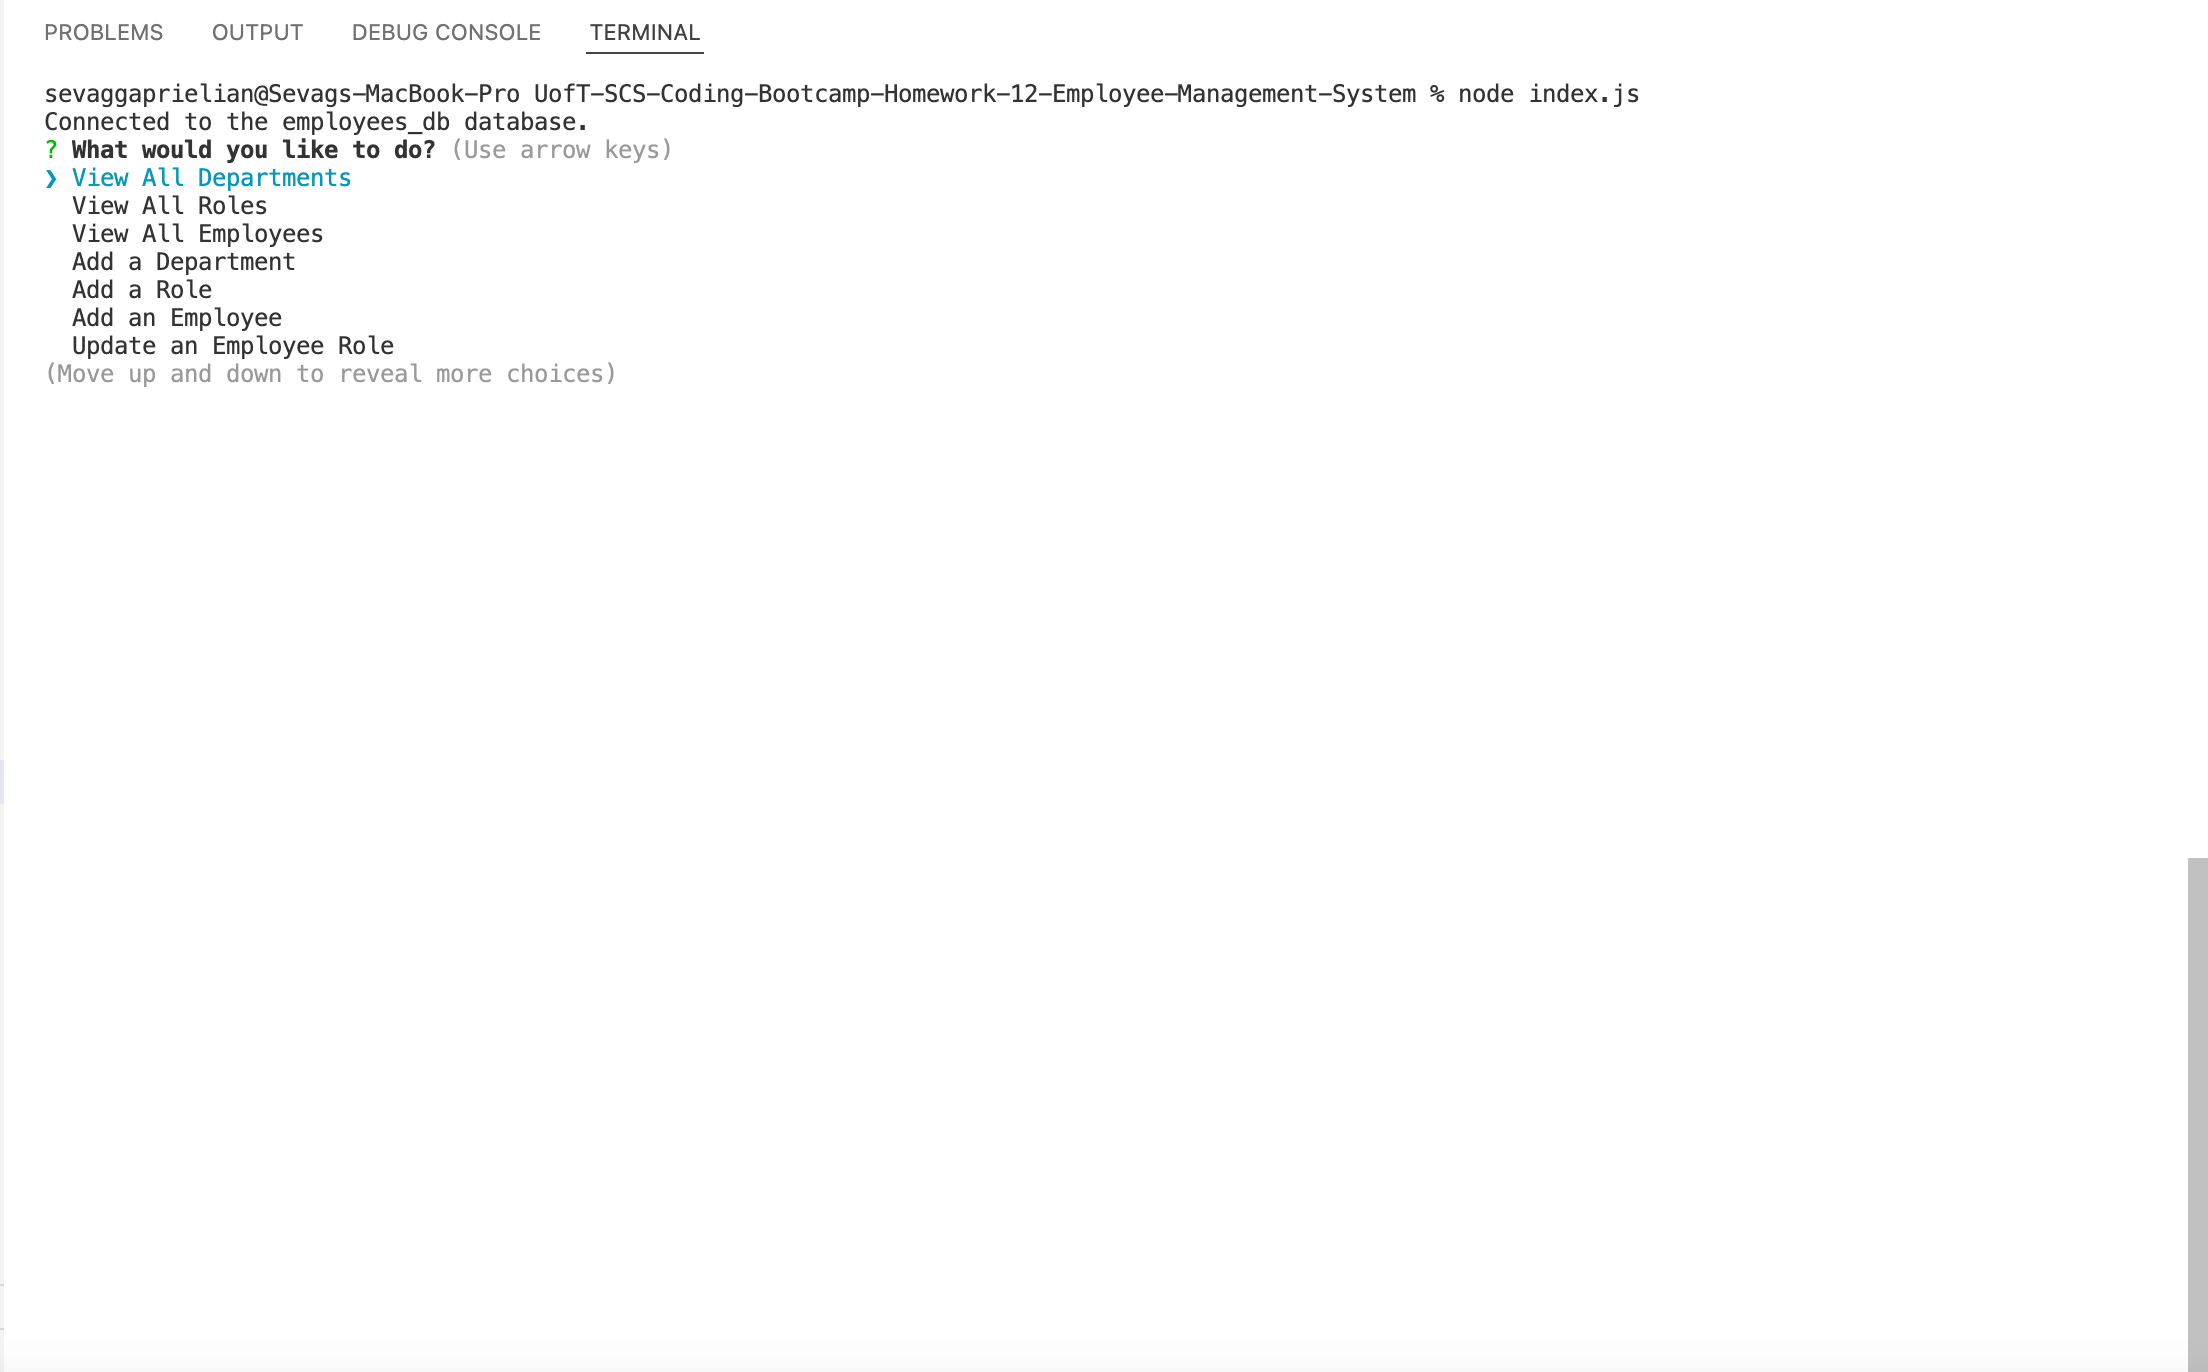 PROBLEMS OUTPUT DEBUG CONSOLE TERMINAL
sevaggaprielian@Sevags-MacBook-Pro UofT-SCS-Coding-Bootcamp-Homework-12-Employee-Management-System % node index.js
Connected to the employees_db database.
? What would you like to do? (Use arrow keys)
❯ View All Departments
View All Roles
View All Employees
Add a Department
Add a Role
Add an Employee
Update an Employee Role
(Move up and down to reveal more choices)